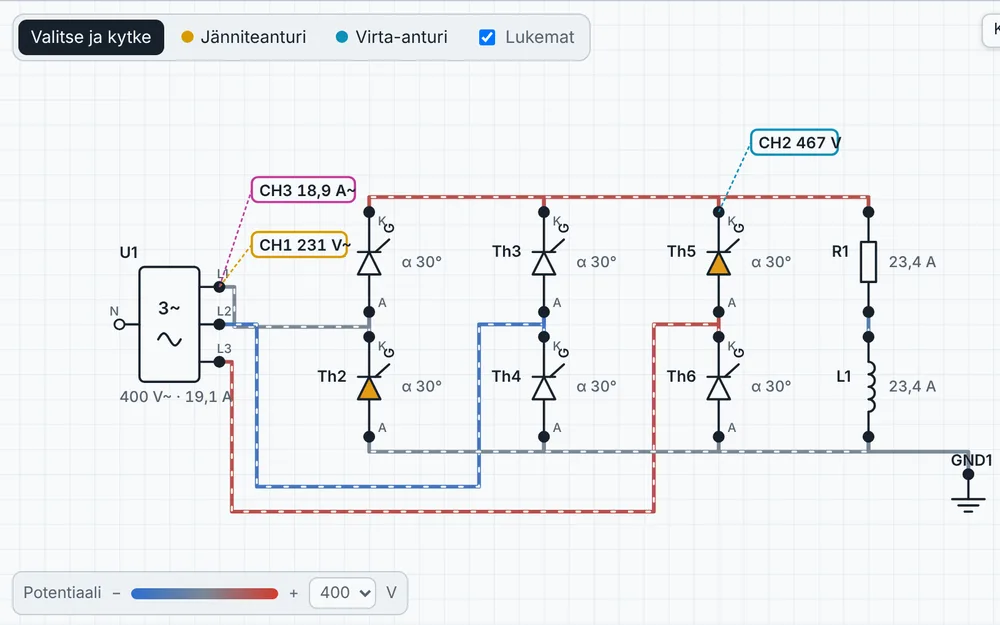 Valitse ja kytke
Jänniteanturi
Virta-anturi
Lukemat
K
CH2 467 V
CH3 18,9 A~
CH1 231 V~
U1
N
3~
L1
L2
L3
400 V~ · 19,1 A
K
G
α 30°
A
Th3
K
G
α 30°
A
Th5
K
G
α 30°
A
R1
23,4 A
Th2
K
G
α 30°
A
Th4
K
G
α 30°
A
Th6
K
G
α 30°
A
L1
23,4 A
GND1
Potentiaali − + 400 V